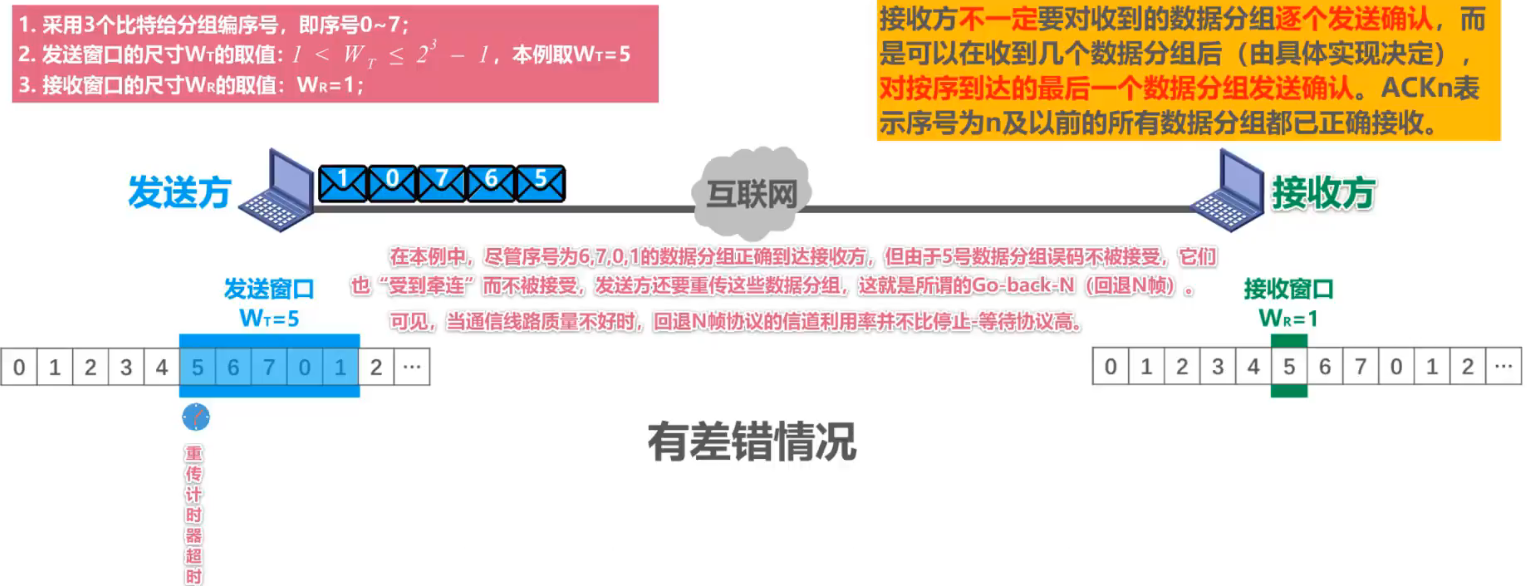 1. 采用3个比特给分组编序号，即序号0~7；
2. 发送窗口的尺寸WT的取值：1 < WT ≤ 2^3 − 1，本例取WT=5
3. 接收窗口的尺寸WR的取值：WR=1；
接收方不一定要对收到的数据分组逐个发送确认，而
是可以在收到几个数据分组后（由具体实现决定），
对按序到达的最后一个数据分组发送确认。ACKn表
示序号为n及以前的所有数据分组都已正确接收。
发送方
1 0 7 6 5
互联网
接收方
在本例中，尽管序号为6,7,0,1的数据分组正确到达接收方，但由于5号数据分组误码不被接受，它们
也“受到牵连”而不被接受，发送方还要重传这些数据分组，这就是所谓的Go-back-N（回退N帧）。
可见，当通信线路质量不好时，回退N帧协议的信道利用率并不比停止-等待协议高。
发送窗口
WT=5
0 1 2 3 4 5 6 7 0 1 2 ···
重传计时器超时
接收窗口
WR=1
0 1 2 3 4 5 6 7 0 1 2 ···
有差错情况